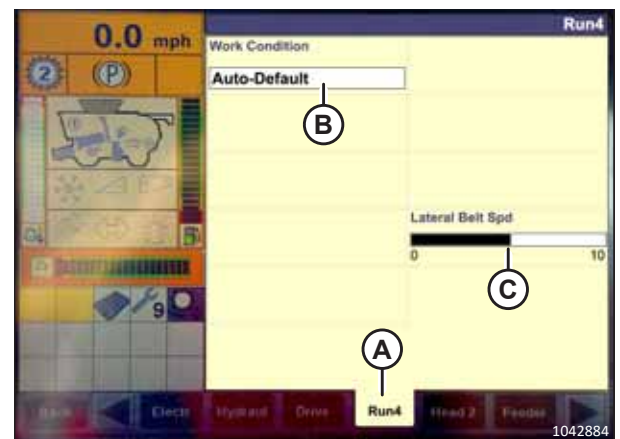 Run4
0.0 mph
Work Condition
2 (P)
Auto-Default
B
Lateral Belt Spd
0 10
C
9
A
Back Electr Hydraul Drive Run4 Head 2 Feeder
1042884